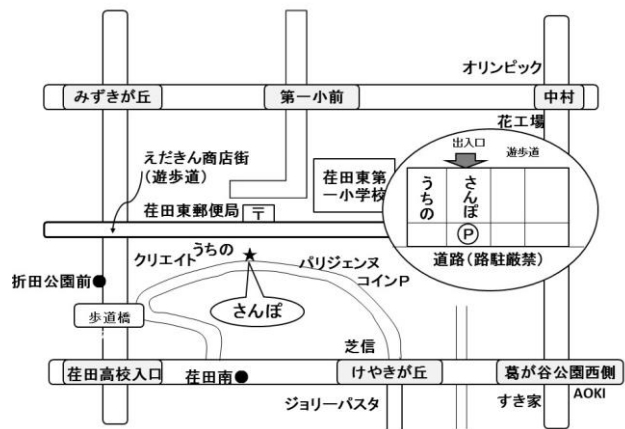 オリンピック
みずきが丘
第一小前
中村
花工場
えだきん商店街
(遊歩道)
荏田東第
一小学校
出入口
遊歩道
うちの
さんぽ
P
道路(路駐厳禁)
荏田東郵便局
〒
クリエイト
うちの
★
パリジェンヌ
コインP
折田公園前
さんぽ
歩道橋
芝信
荏田高校入口
荏田南
けやきが丘
葛が谷公園西側
ジョリーパスタ
すき家
AOKI